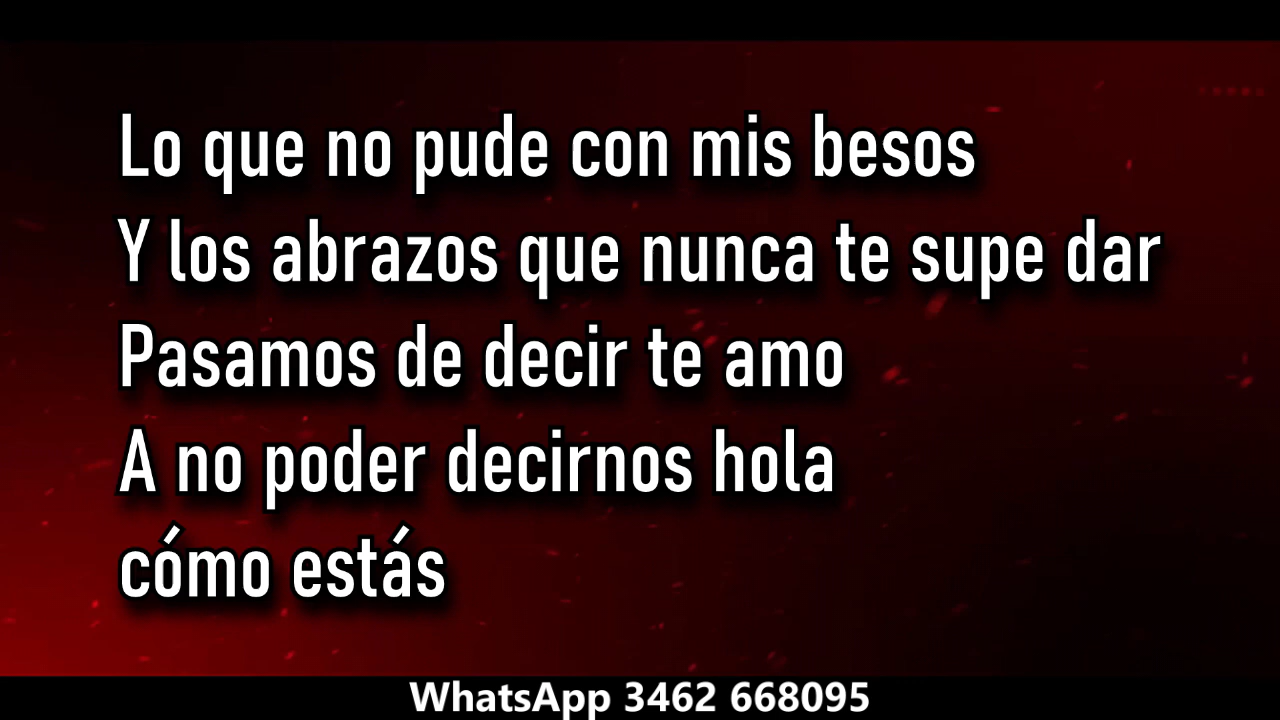 Lo que no pude con mis besos
Y los abrazos que nunca te supe dar
Pasamos de decir te amo
A no poder decirnos hola
cómo estás
WhatsApp 3462 668095